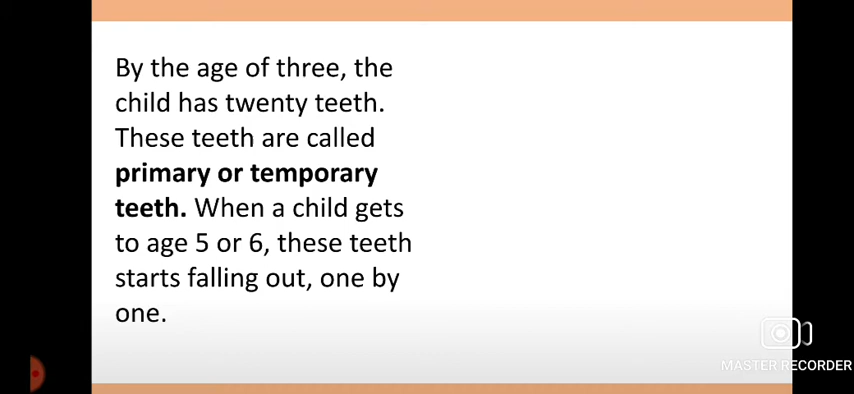 By the age of three, the
child has twenty teeth.
These teeth are called
primary or temporary
teeth. When a child gets
to age 5 or 6, these teeth
starts falling out, one by
one.
MASTER RECORDER